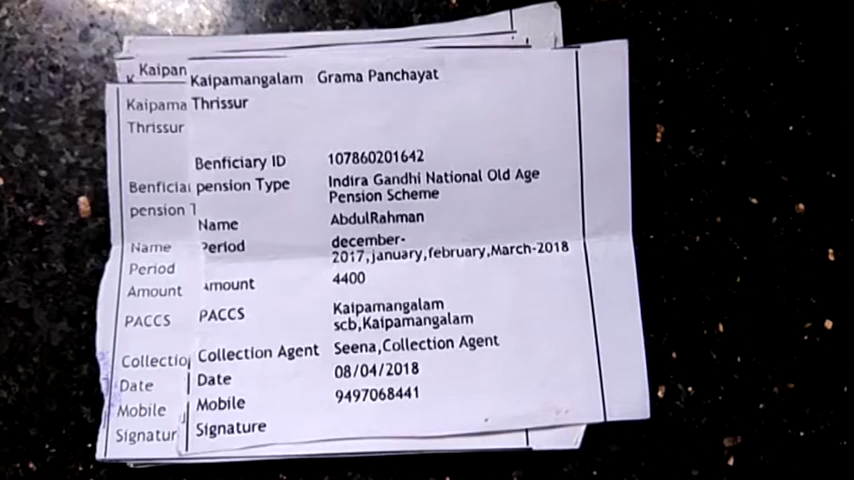 Kaipan
Kaipamangalam Grama Panchayat
Kaipama Thrissur
Thrissur
Benficiary ID 107860201642
Benficiar pension Type Indira Gandhi National Old Age
Pension Scheme
pension T
Name AbdulRahman
Name Period december-
2017,january,february,March-2018
Period
Amount 4400
Amount
PACCS PACCS Kaipamangalam
scb,Kaipamangalam
Collectio Collection Agent Seena,Collection Agent
Date Date 08/04/2018
Mobile Mobile 9497068441
Signatur Signature